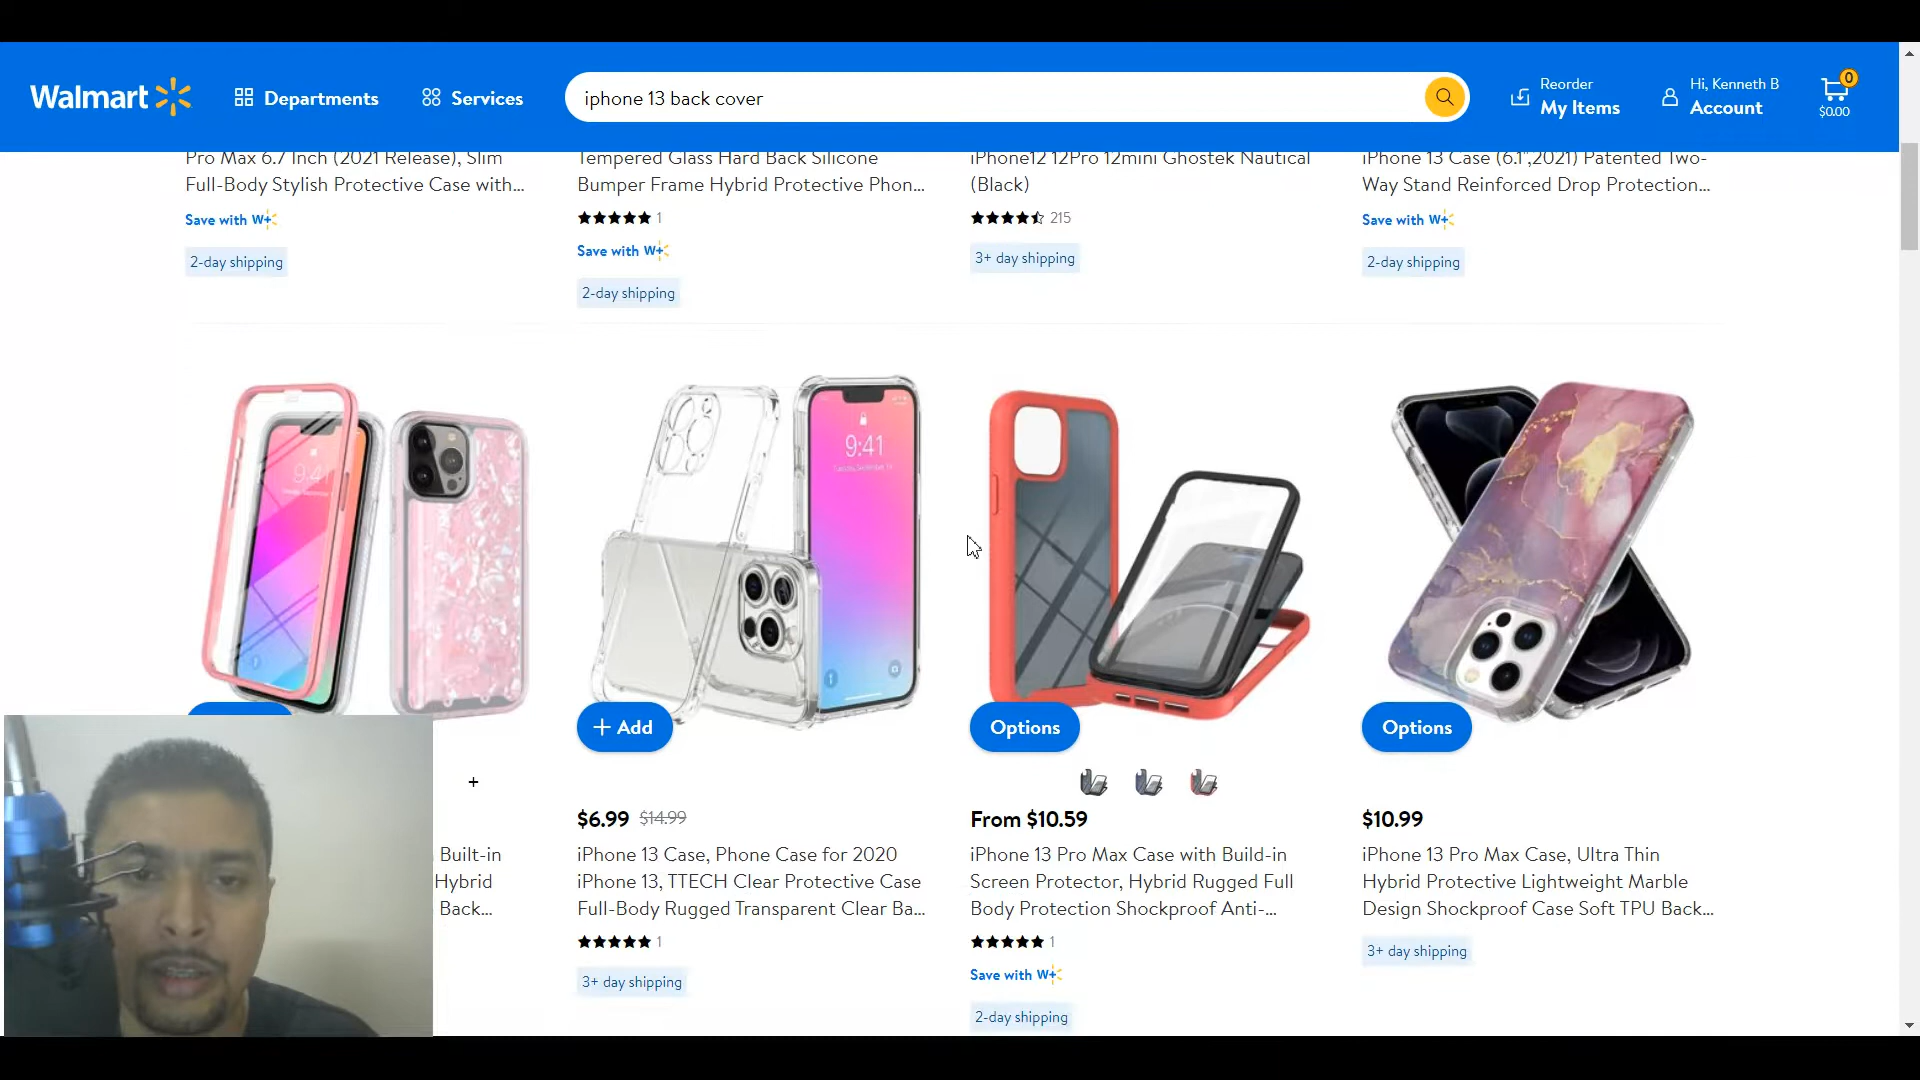 Walmart
Departments
Services
iphone 13 back cover
Reorder
My Items
Hi, Kenneth B
Account
0
$0.00
Pro Max 6.7 Inch (2021 Release), Slim
Full-Body Stylish Protective Case with...
Save with W+
2-day shipping
Tempered Glass Hard Back Silicone
Bumper Frame Hybrid Protective Phon...
1
Save with W+
2-day shipping
iPhone12 12Pro 12mini Ghostek Nautical
(Black)
215
3+ day shipping
iPhone 13 Case (6.1",2021) Patented Two-
Way Stand Reinforced Drop Protection...
Save with W+
2-day shipping
9:41
9:41
+ Add
Options
Options
+
Built-in
Hybrid
Back...
$6.99 $14.99
iPhone 13 Case, Phone Case for 2020
iPhone 13, TTECH Clear Protective Case
Full-Body Rugged Transparent Clear Ba...
1
3+ day shipping
From $10.59
iPhone 13 Pro Max Case with Build-in
Screen Protector, Hybrid Rugged Full
Body Protection Shockproof Anti-...
1
Save with W+
2-day shipping
$10.99
iPhone 13 Pro Max Case, Ultra Thin
Hybrid Protective Lightweight Marble
Design Shockproof Case Soft TPU Back...
3+ day shipping